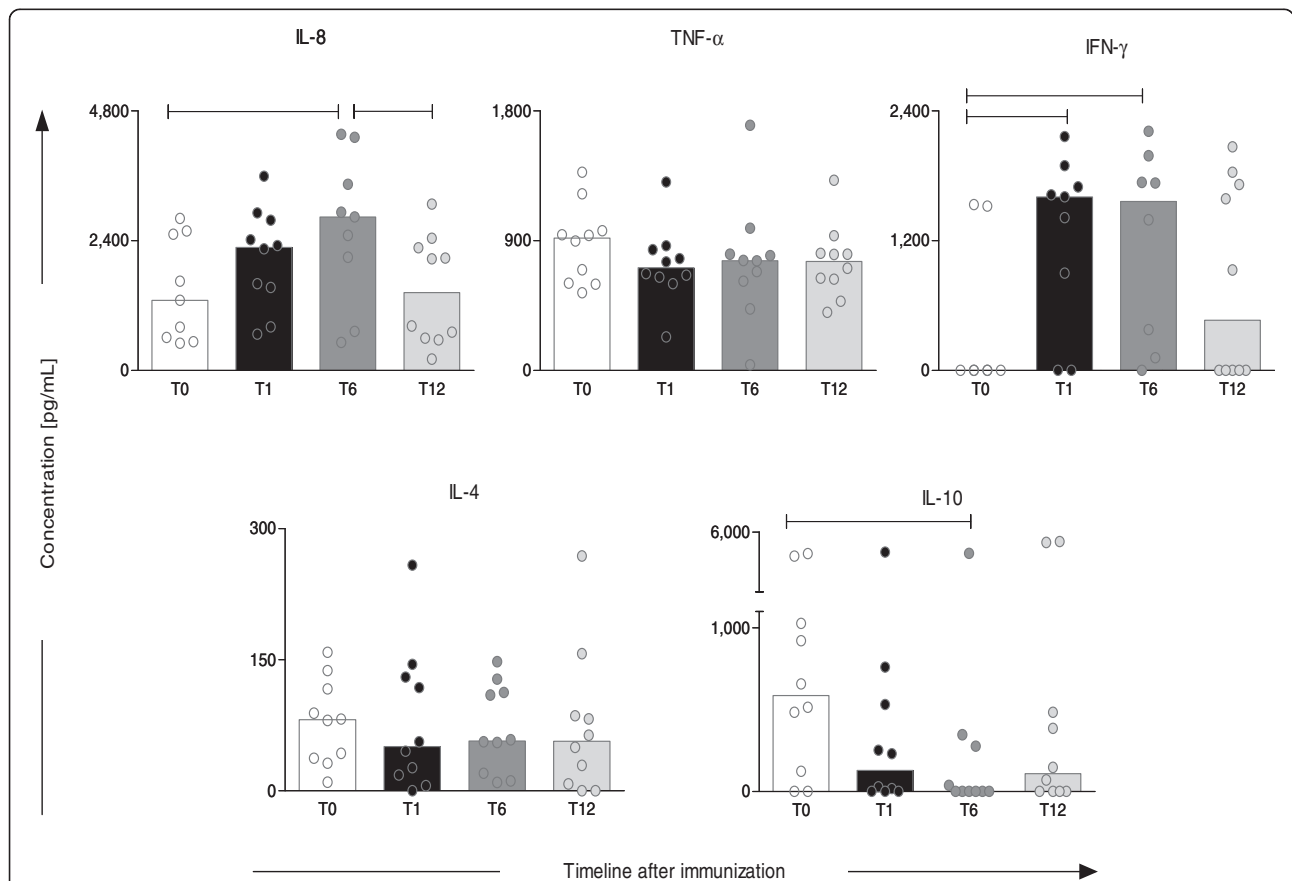 IL-8
TNF-α
IFN-γ
4,800
2,400
0
T0 T1 T6 T12
1,800
900
0
T0 T1 T6 T12
2,400
1,200
0
T0 T1 T6 T12
Concentration [pg/mL]
IL-4
IL-10
300
150
0
T0 T1 T6 T12
6,000
1,000
0
T0 T1 T6 T12
Timeline after immunization